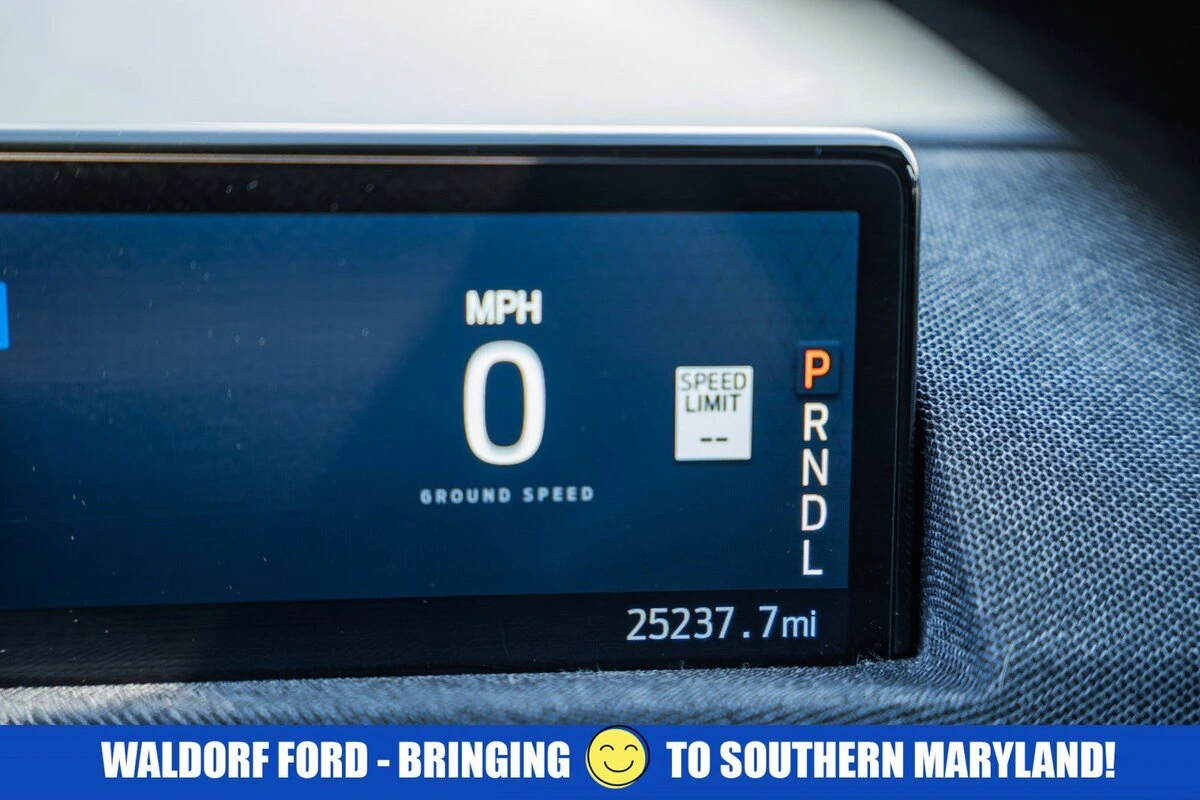 MPH
0
GROUND SPEED
SPEED
LIMIT
--
P
R
N
D
L
25237.7mi
WALDORF FORD - BRINGING TO SOUTHERN MARYLAND!